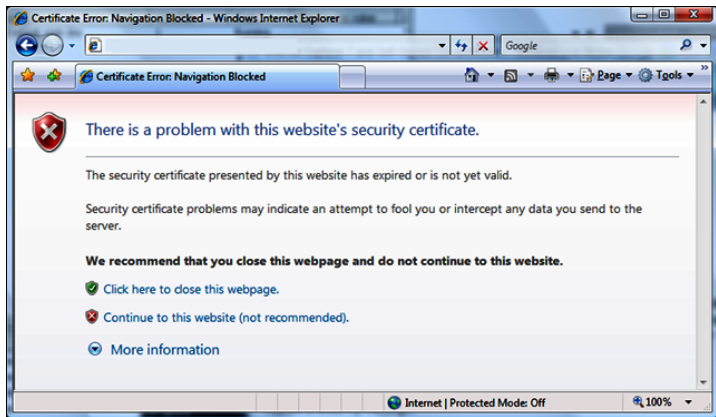 Certificate Error: Navigation Blocked - Windows Internet Explorer
Google
Certificate Error: Navigation Blocked
Page
Tools
»
There is a problem with this website's security certificate.
The security certificate presented by this website has expired or is not yet valid.
Security certificate problems may indicate an attempt to fool you or intercept any data you send to the
server.
We recommend that you close this webpage and do not continue to this website.
Click here to close this webpage.
Continue to this website (not recommended).
More information
Internet | Protected Mode: Off
100%